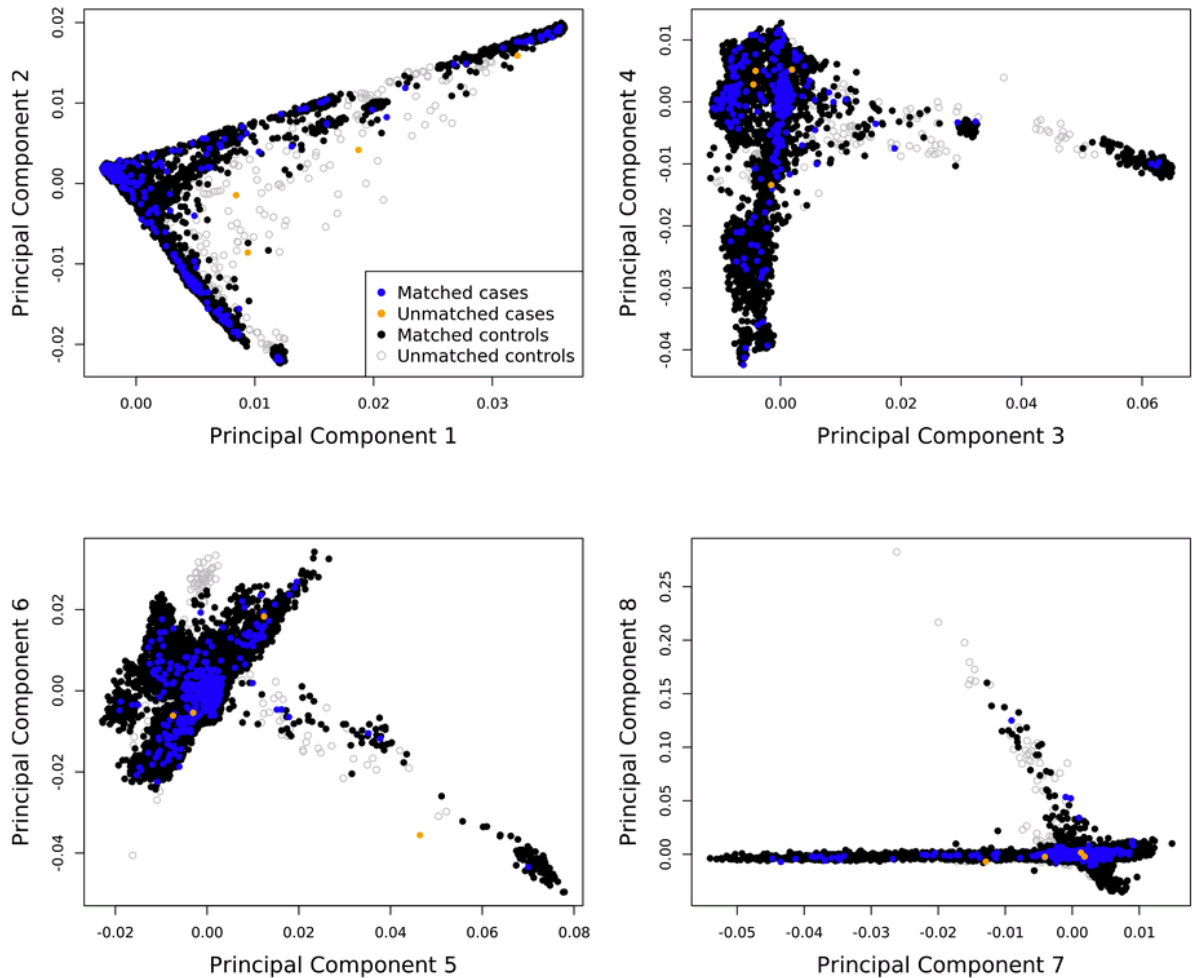 0.02
0.01
0.00
-0.01
-0.02
Principal Component 2
Matched cases
Unmatched cases
Matched controls
Unmatched controls
0.00 0.01 0.02 0.03
Principal Component 1
0.01
0.00
-0.01
-0.02
-0.03
-0.04
Principal Component 4
0.00 0.02 0.04 0.06
Principal Component 3
0.02
0.00
-0.02
-0.04
Principal Component 6
-0.02 0.00 0.02 0.04 0.06 0.08
Principal Component 5
0.25
0.20
0.15
0.10
0.05
0.00
Principal Component 8
-0.05 -0.04 -0.03 -0.02 -0.01 0.00 0.01
Principal Component 7